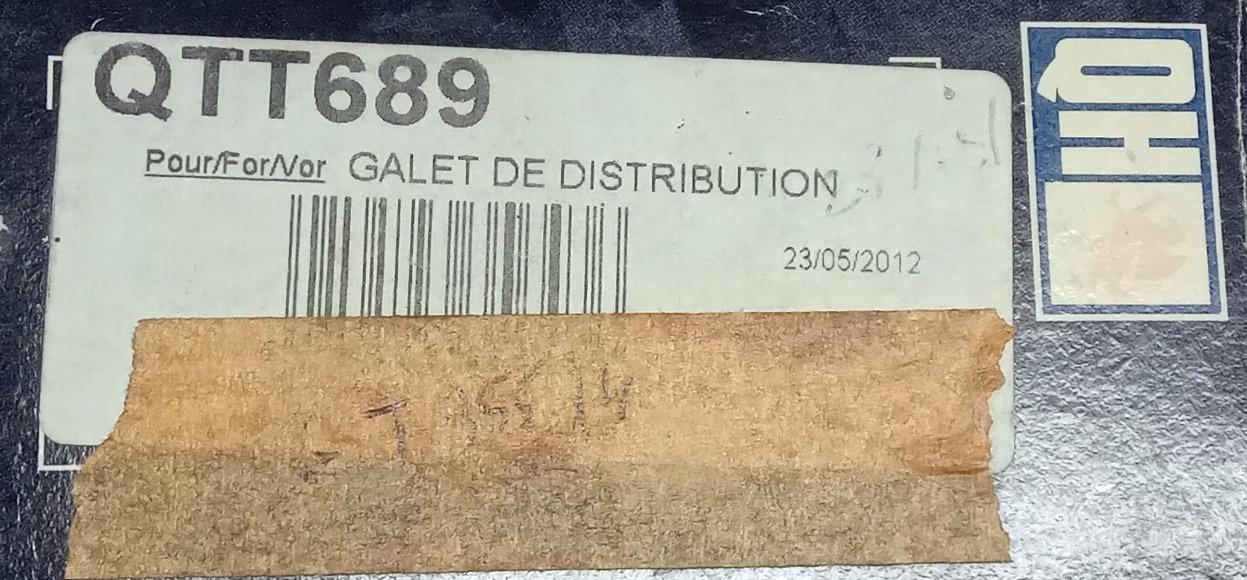 QTT689
Pour/For/Vor GALET DE DISTRIBUTION
23/05/2012
QH